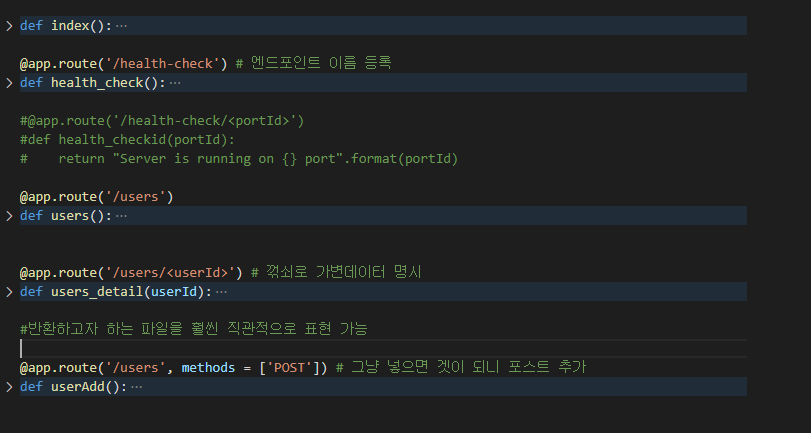 def index():⋯
@app.route('/health-check') # 엔드포인트 이름 등록
def health_check():⋯
#@app.route('/health-check/<portId>')
#def health_checkid(portId):
#    return "Server is running on {} port".format(portId)
@app.route('/users')
def users():⋯
@app.route('/users/<userId>') # 꺾쇠로 가변데이터 명시
def users_detail(userId):⋯
#반환하고자 하는 파일을 훨씬 직관적으로 표현 가능
@app.route('/users', methods = ['POST']) # 그냥 넣으면 겟이 되니 포스트 추가
def userAdd():⋯